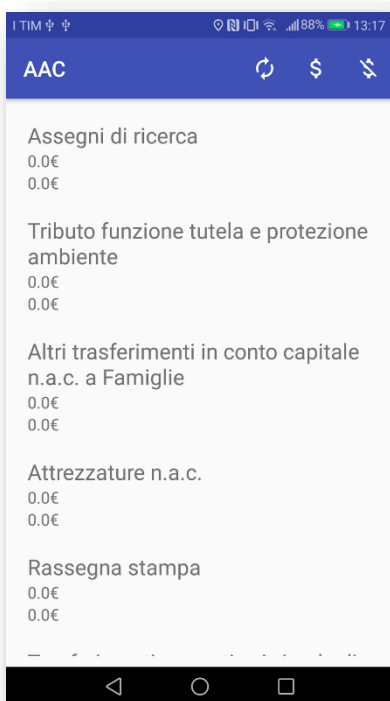 I TIM 88% 13:17
AAC
Assegni di ricerca
0.0€
0.0€
Tributo funzione tutela e protezione
ambiente
0.0€
0.0€
Altri trasferimenti in conto capitale
n.a.c. a Famiglie
0.0€
0.0€
Attrezzature n.a.c.
0.0€
0.0€
Rassegna stampa
0.0€
0.0€